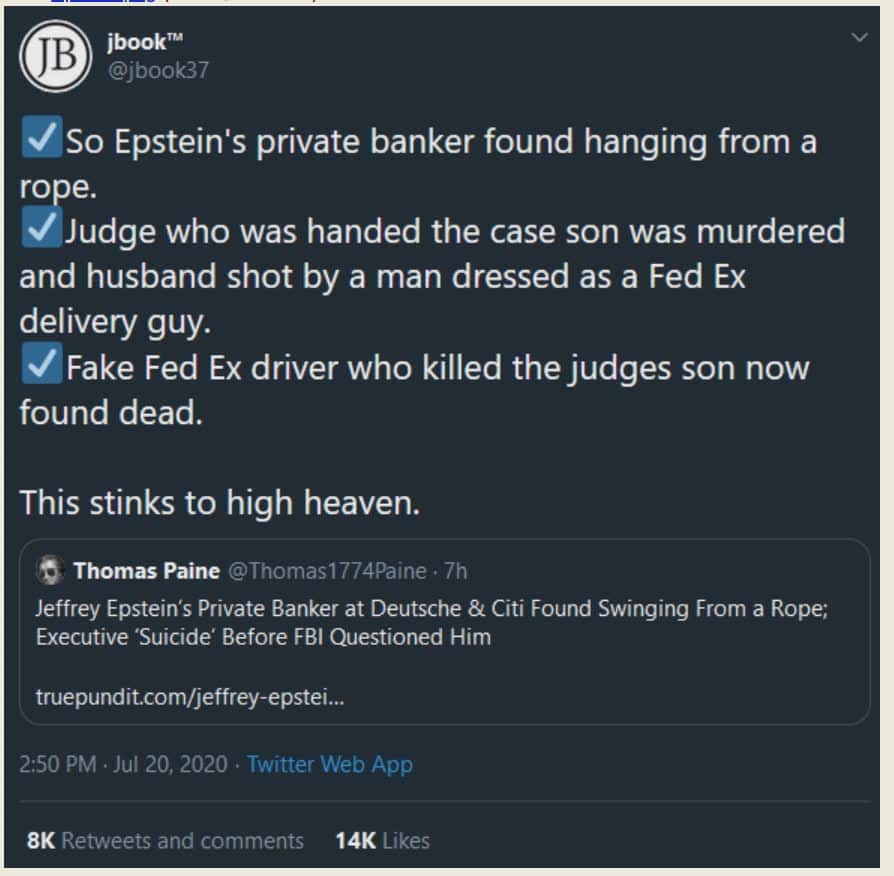 JB
jbook™
@jbook37
✅So Epstein's private banker found hanging from a
rope.
✅Judge who was handed the case son was murdered
and husband shot by a man dressed as a Fed Ex
delivery guy.
✅Fake Fed Ex driver who killed the judges son now
found dead.
This stinks to high heaven.
Thomas Paine @Thomas1774Paine · 7h
Jeffrey Epstein's Private Banker at Deutsche & Citi Found Swinging From a Rope;
Executive 'Suicide' Before FBI Questioned Him
truepundit.com/jeffrey-epstei...
2:50 PM · Jul 20, 2020 · Twitter Web App
8K Retweets and comments 14K Likes